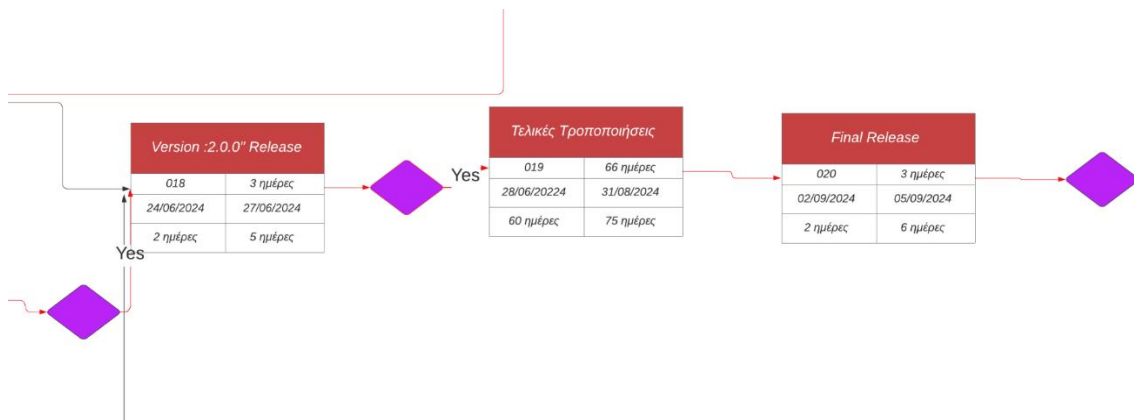 Version :2.0.0" Release
018 3 ημέρες
24/06/2024 27/06/2024
2 ημέρες 5 ημέρες
Yes
Yes
Τελικές Τροποποιήσεις
019 66 ημέρες
28/06/20224 31/08/2024
60 ημέρες 75 ημέρες
Final Release
020 3 ημέρες
02/09/2024 05/09/2024
2 ημέρες 6 ημέρες